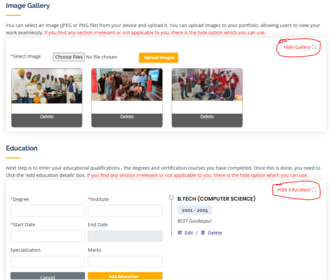 Image Gallery
You can select an image (JPEG or PNG file) from your device and upload it. You can upload images to your portfolio, allowing users to view your
work seamlessly. If you find any section irrelevant or not applicable to you, there is the hide option which you can use.
Hide Gallery
*Select Image Choose Files No file chosen Upload Images
Delete Delete Delete
Education
Next step is to enter your educational qualifications - the degrees and certification courses you have completed. Once this is done, you need to
click the 'Add education details' box. If you find any section irrelevant or not applicable to you, there is the hide option which you can use.
Hide Education
*Degree *Institute
B.TECH (COMPUTER SCIENCE)
2001 - 2005
BCET Gurdaspur
*Start Date End Date
Edit | Delete
Specialization Marks
Cancel Add Education